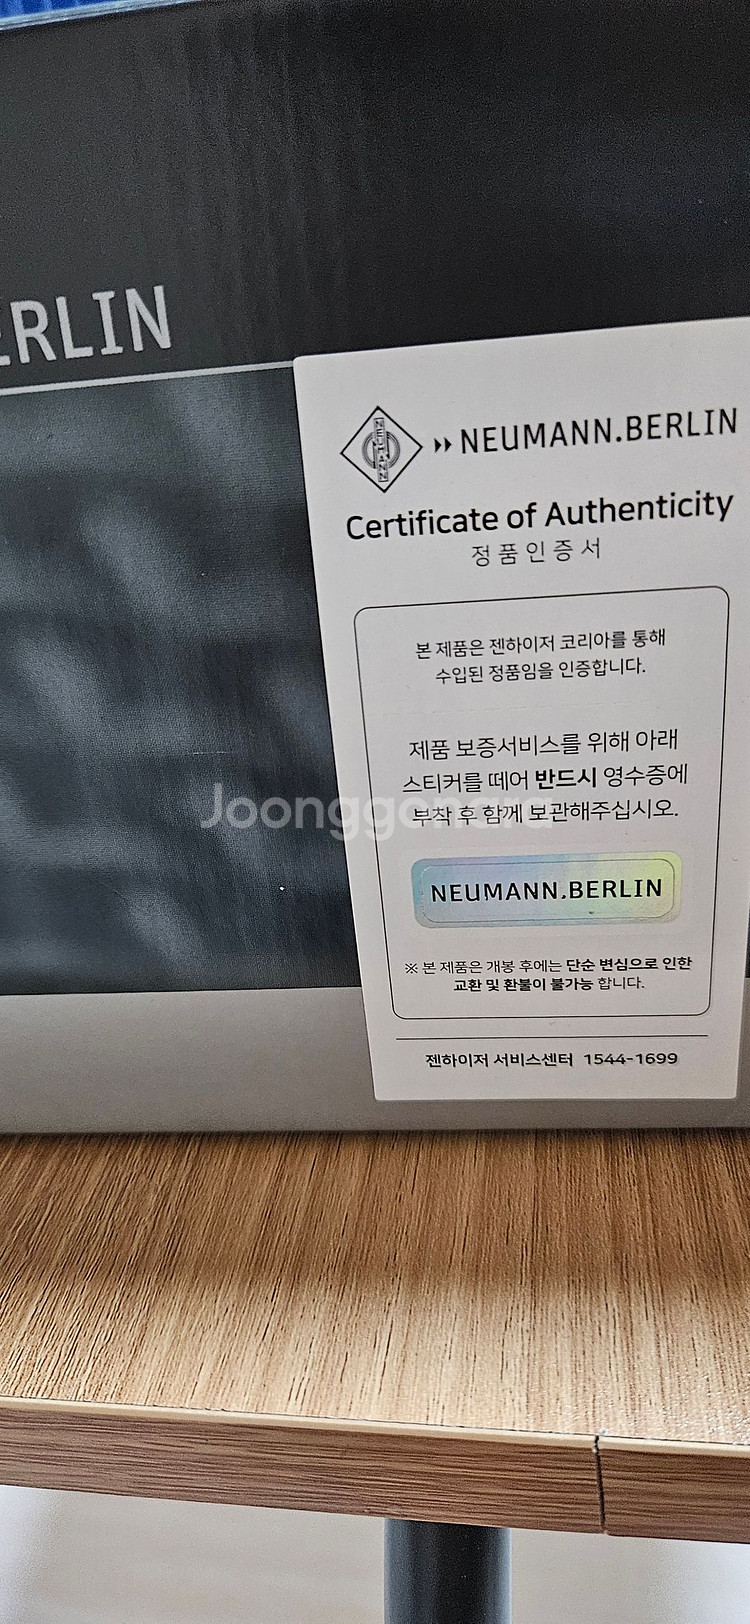 ERLIN
NEUMANN
NEUMANN.BERLIN
Certificate of Authenticity
정품인증서
본 제품은 젠하이저 코리아를 통해
수입된 정품임을 인증합니다.
제품 보증서비스를 위해 아래
스티커를 떼어 반드시 영수증에
부착 후 함께 보관해주십시오.
Joonggonara
NEUMANN.BERLIN
※ 본 제품은 개봉 후에는 단순 변심으로 인한
교환 및 환불이 불가능 합니다.
젠하이저 서비스센터 1544-1699